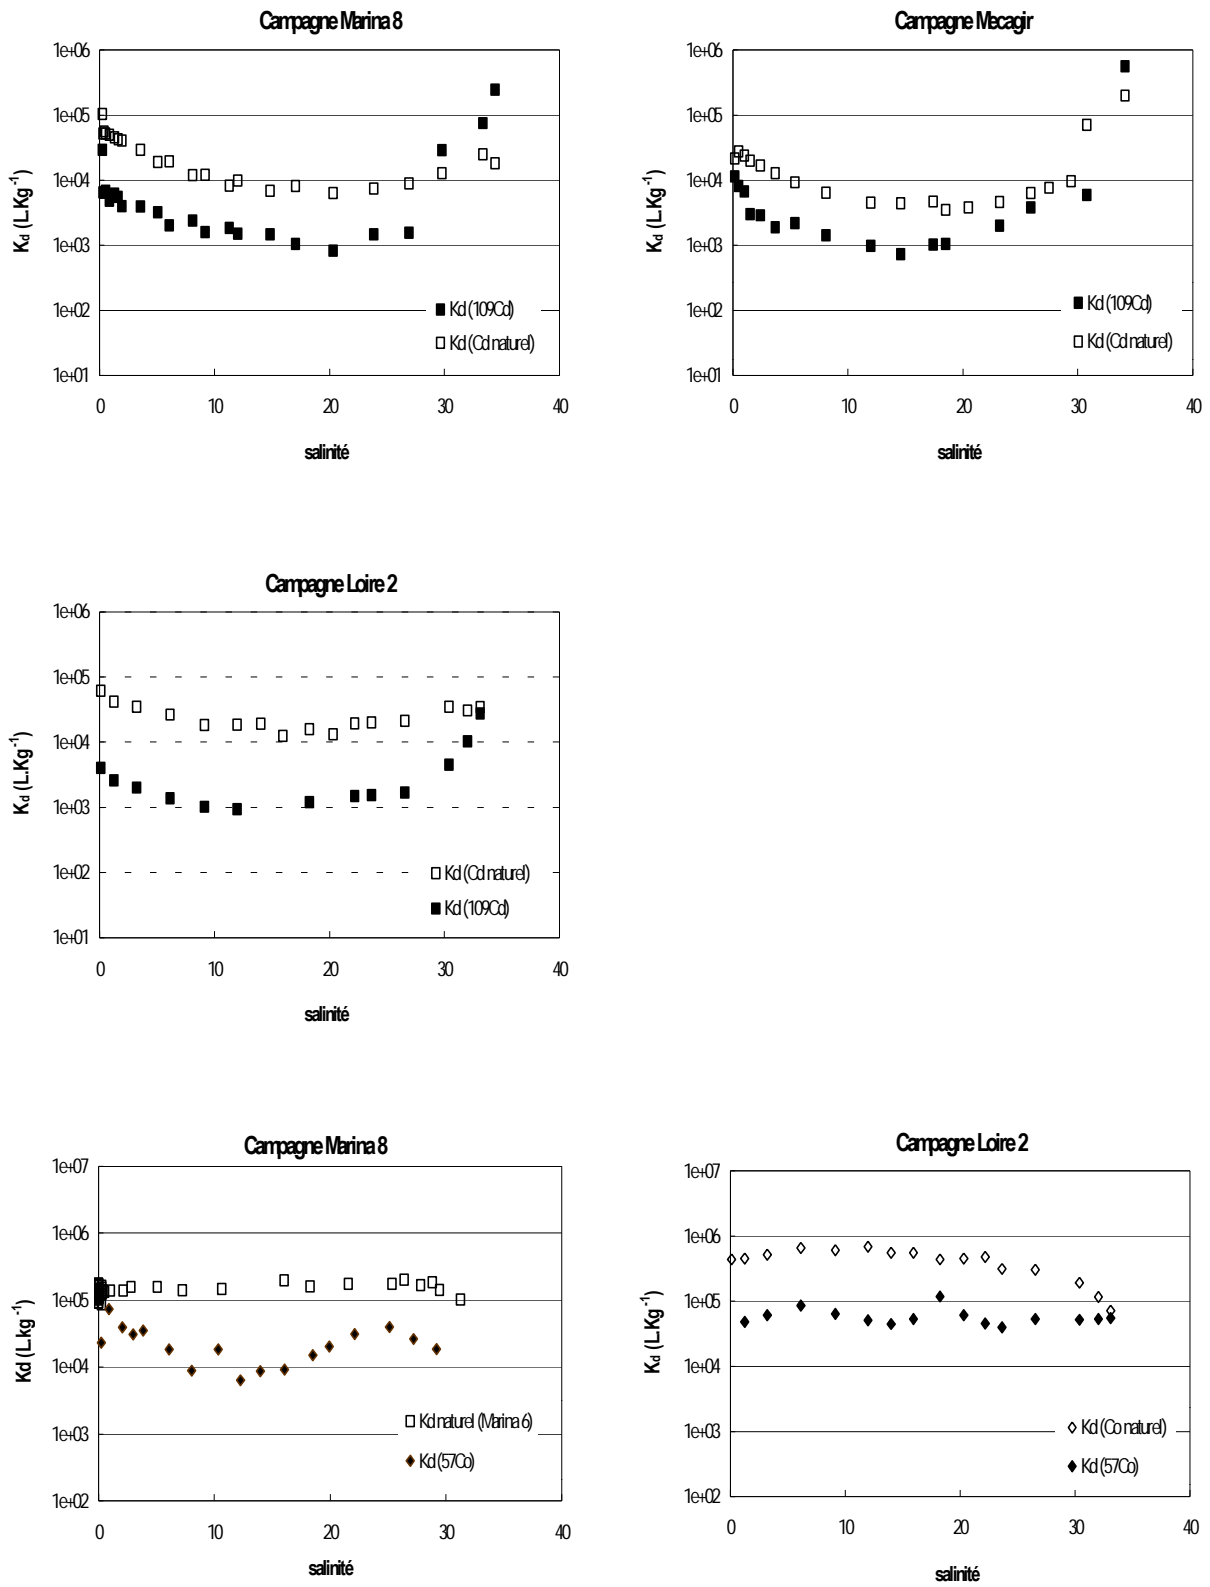 Campagne Marina 8
1e+06
1e+05
1e+04
1e+03
1e+02
1e+01
Kd (L.Kg-1)
Kd (109Cd)
Kd (Cd naturel)
0 10 20 30 40
salinité
Campagne Mecagir
1e+06
1e+05
1e+04
1e+03
1e+02
1e+01
Kd (L.Kg-1)
Kd (109Cd)
Kd (Cd naturel)
0 10 20 30 40
salinité
Campagne Loire 2
1e+06
1e+05
1e+04
1e+03
1e+02
1e+01
Kd (L.Kg-1)
Kd (Cd naturel)
Kd (109Cd)
0 10 20 30 40
salinité
Campagne Marina 8
1e+07
1e+06
1e+05
1e+04
1e+03
1e+02
Kd (L.kg-1)
Kd naturel (Marina 6)
Kd (57Co)
0 10 20 30 40
salinité
Campagne Loire 2
1e+07
1e+06
1e+05
1e+04
1e+03
1e+02
Kd (L.Kg-1)
Kd (Co naturel)
Kd (57Co)
0 10 20 30 40
salinité